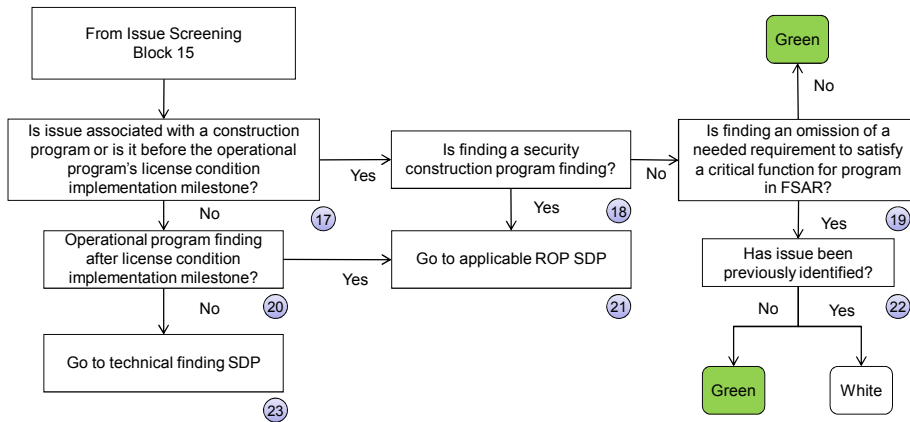 From Issue Screening
Block 15
Green
No
Is issue associated with a construction
program or is it before the operational
program's license condition
implementation milestone?
17
Yes
Is finding a security
construction program finding?
18
No
Is finding an omission of a
needed requirement to satisfy
a critical function for program
in FSAR?
19
No
Yes
Yes
Operational program finding
after license condition
implementation milestone?
20
Yes
Go to applicable ROP SDP
21
Has issue been
previously identified?
22
No
No
Yes
Go to technical finding SDP
23
Green
White